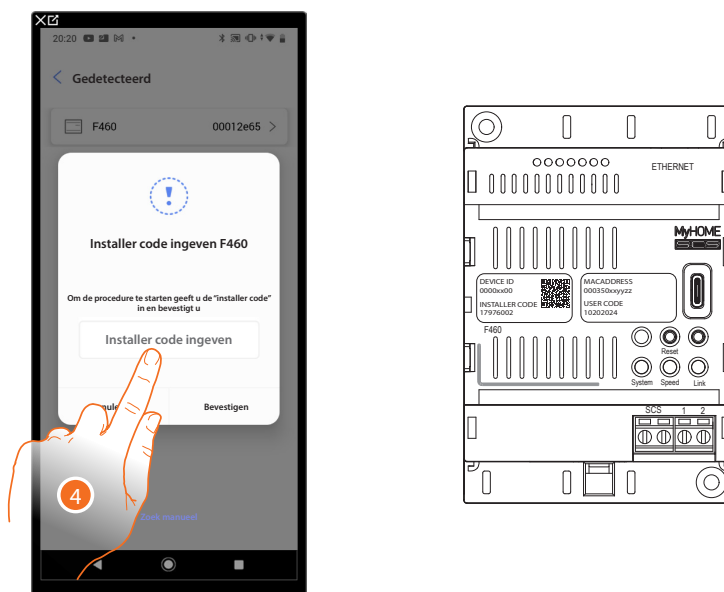 20:20
Gedetecteerd
F460 00012e65
Installer code ingeven F460
Om de procedure te starten geeft u de “installer code”
in en bevestigt u
Installer code ingeven
Bevestigen
4
Zoek manueel
ETHERNET
MyHOME
SCS
DEVICE ID
0000xx00
INSTALLER CODE
17976002
MACADDRESS
000350xxyyzz
USER CODE
10202024
F460
Reset
System Speed Link
SCS 1 2